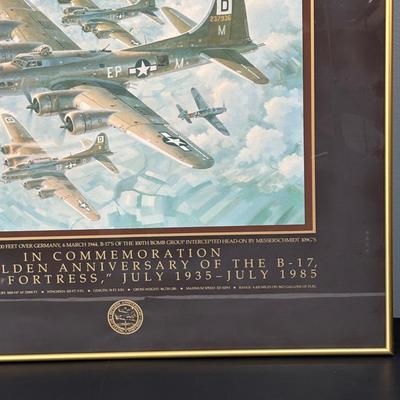 D
237936
M
EP M
00 FEET OVER GERMANY, 6 MARCH 1944, B-17'S OF THE 100TH BOMB GROUP INTERCEPTED HEAD-ON BY MESSERSCHMIDT 109G'S
IN COMMEMORATION
LDEN ANNIVERSARY OF THE B-17,
FORTRESS," JULY 1935–JULY 1985